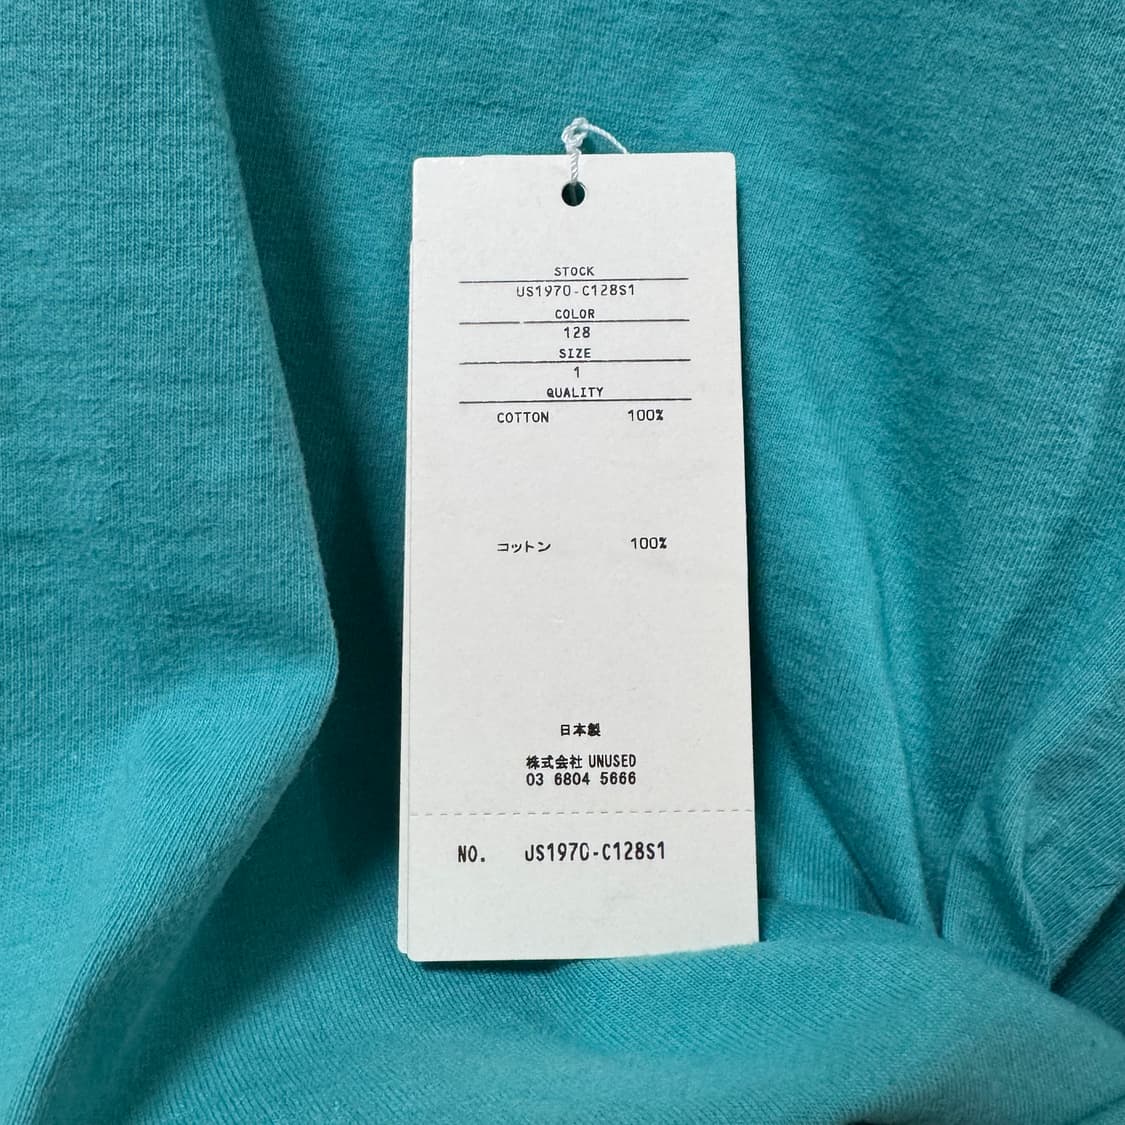 STOCK
US1970-C128S1
COLOR
128
SIZE
1
QUALITY
COTTON 100%
コットン 100%
日本製
株式会社 UNUSED
03 6804 5666
NO. US1970-C128S1